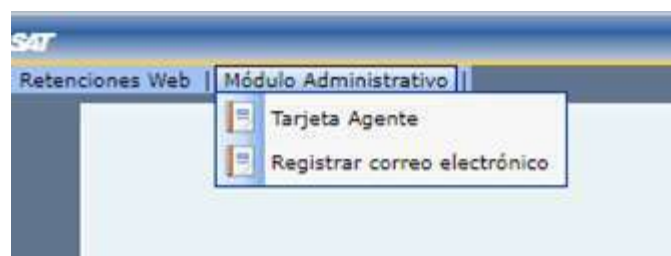 SAT
Retenciones Web | Módulo Administrativo |
Tarjeta Agente
Registrar correo electrónico